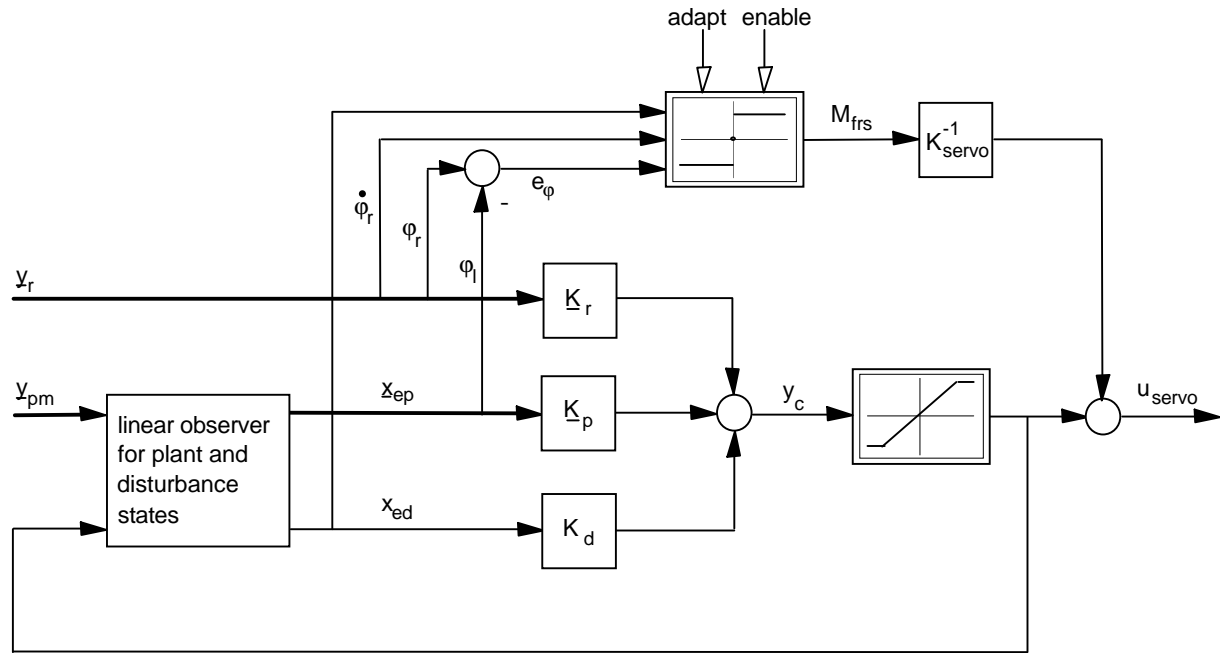 adapt enable
M_frs
K_servo^-1
e_φ
-
φ̇_r
φ_r
φ_l
y_r
K_r
y_pm
x_ep
K_p
y_c
u_servo
linear observer
for plant and
disturbance
states
x_ed
K_d